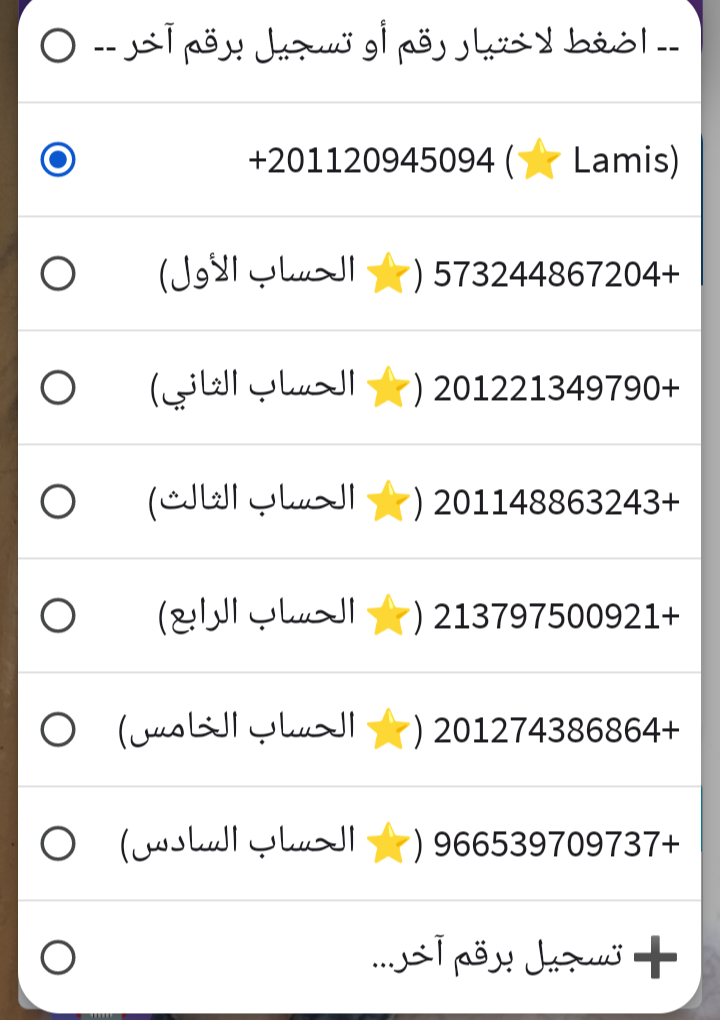 -- اضغط لاختيار رقم أو تسجيل برقم آخر --
+201120945094 (⭐ Lamis)
+573244867204 (⭐ الحساب الأول)
+201221349790 (⭐ الحساب الثاني)
+201148863243 (⭐ الحساب الثالث)
+213797500921 (⭐ الحساب الرابع)
+201274386864 (⭐ الحساب الخامس)
+966539709737 (⭐ الحساب السادس)
➕ تسجيل برقم آخر...